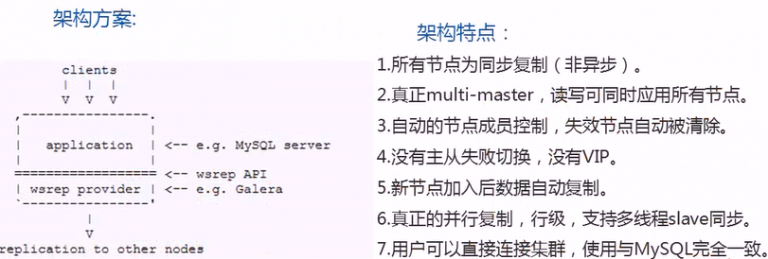 架构方案:
clients
| | |
V V V
,----------------.
| |
| application | <-- e.g. MySQL server
| |
================== <-- wsrep API
| wsrep provider | <-- e.g. Galera
`----------------'
|
V
replication to other nodes
架构特点：
1.所有节点为同步复制（非异步）。
2.真正multi-master，读写可同时应用所有节点。
3.自动的节点成员控制，失效节点自动被清除。
4.没有主从失败切换，没有VIP。
5.新节点加入后数据自动复制。
6.真正的并行复制，行级，支持多线程slave同步。
7.用户可以直接连接集群，使用与MySQL完全一致。